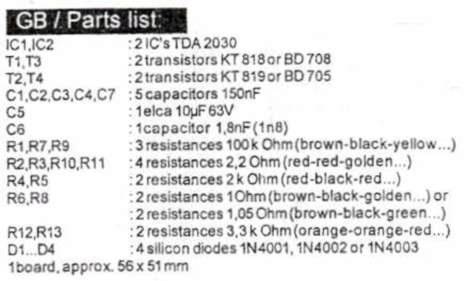 GB / Parts list:
IC1,IC2 : 2 IC's TDA 2030
T1,T3 : 2 transistors KT 818 or BD 708
T2,T4 : 2 transistors KT 819 or BD 705
C1,C2,C3,C4,C7 : 5 capacitors 150nF
C5 : 1 elca 10µF 63V
C6 : 1 capacitor 1,8nF (1n8)
R1,R7,R9 : 3 resistances 100 k Ohm (brown-black-yellow...)
R2,R3,R10,R11 : 4 resistances 2,2 Ohm (red-red-golden...)
R4,R5 : 2 resistances 2 k Ohm (red-black-red...)
R6,R8 : 2 resistances 1 Ohm (brown-black-golden...) or
: 2 resistances 1,05 Ohm (brown-black-green...)
R12,R13 : 2 resistances 3,3 k Ohm (orange-orange-red...)
D1...D4 : 4 silicon diodes 1N4001, 1N4002 or 1N4003
1 board, approx. 56 x 51 mm